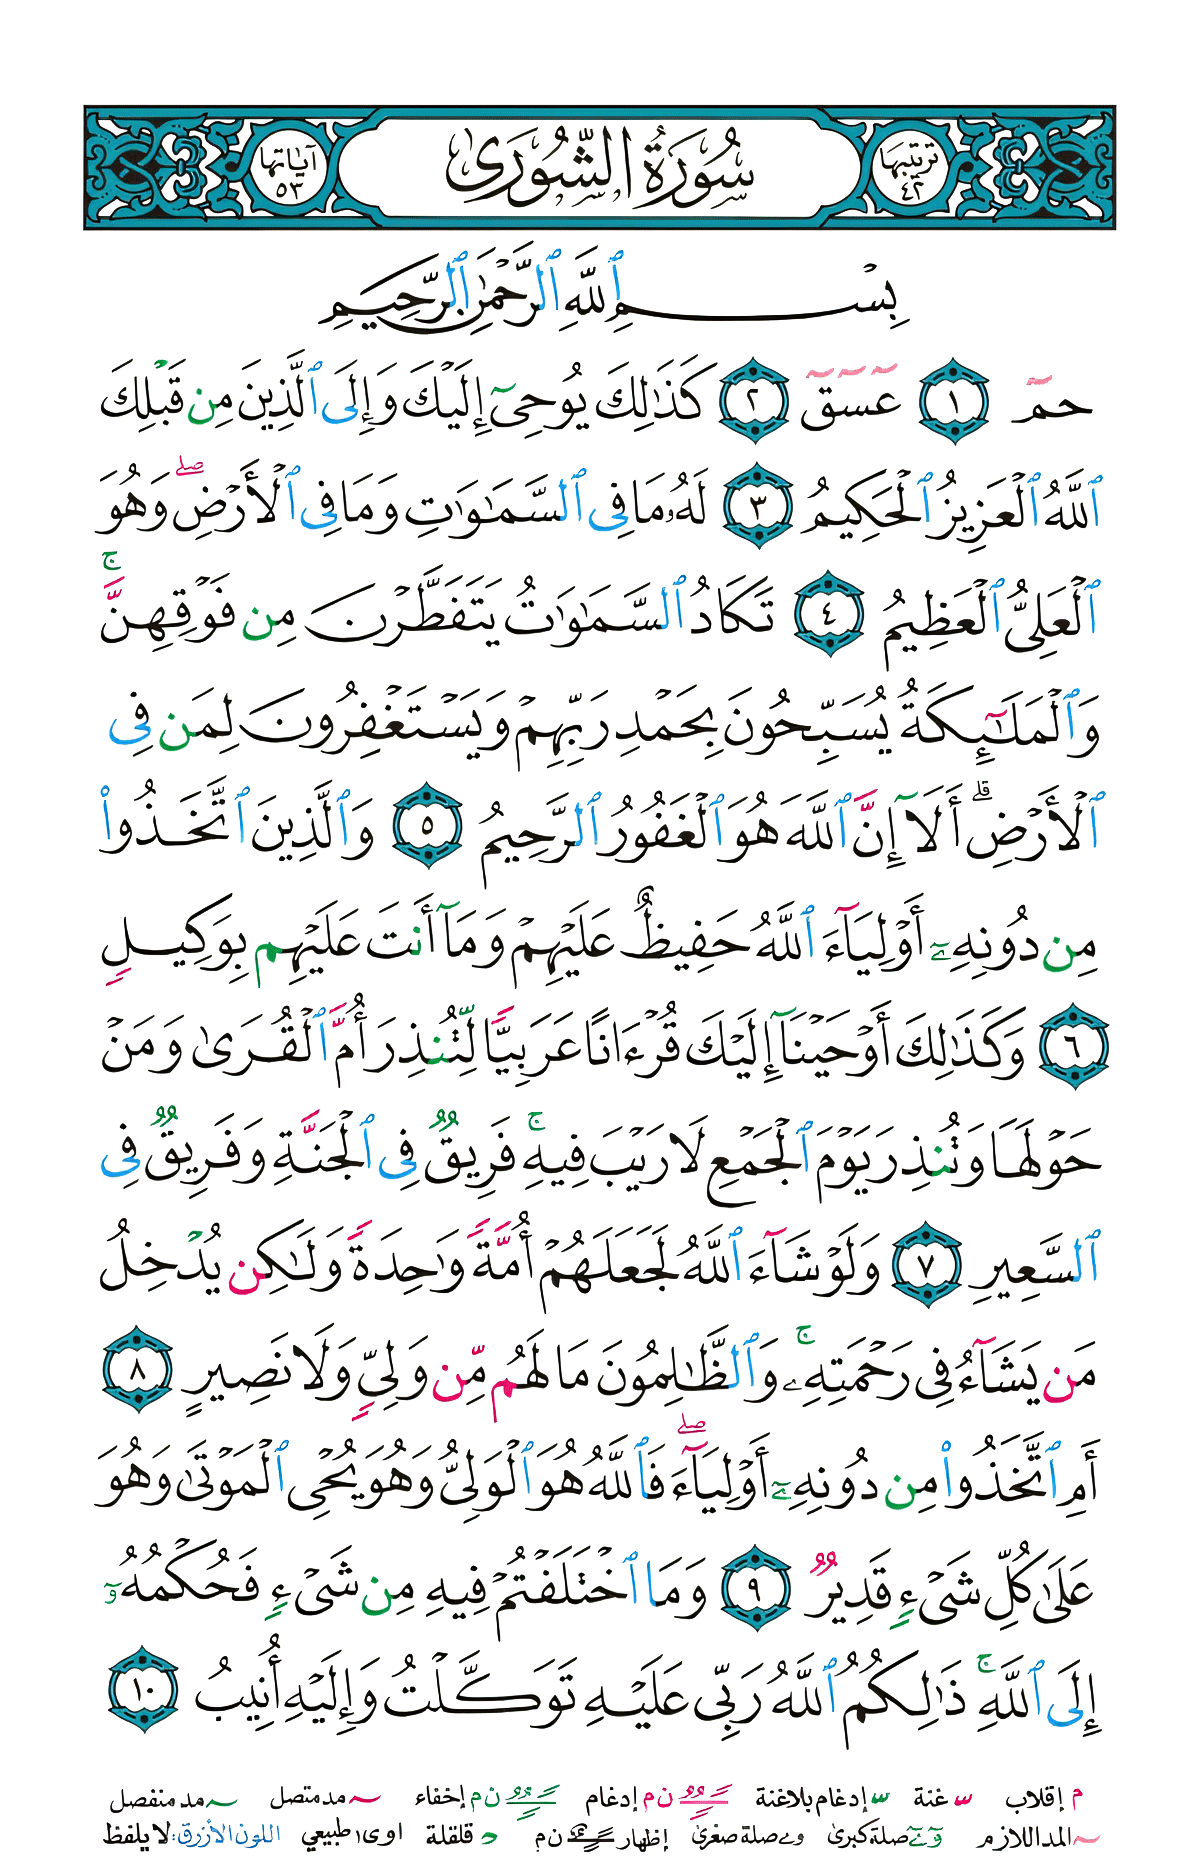 ترتيبها ٤٢ سُورَةُ الشُّورَىٰ آياتها ٥٣
بِسْمِ ٱللَّهِ ٱلرَّحْمَٰنِ ٱلرَّحِيمِ
حمٓ ١ عٓسٓقٓ ٢ كَذَٰلِكَ يُوحِىٓ إِلَيْكَ وَإِلَى ٱلَّذِينَ مِن قَبْلِكَ
ٱللَّهُ ٱلْعَزِيزُ ٱلْحَكِيمُ ٣ لَهُۥ مَا فِى ٱلسَّمَٰوَٰتِ وَمَا فِى ٱلْأَرْضِ ۖ وَهُوَ
ٱلْعَلِىُّ ٱلْعَظِيمُ ٤ تَكَادُ ٱلسَّمَٰوَٰتُ يَتَفَطَّرْنَ مِن فَوْقِهِنَّ ۚ
وَٱلْمَلَٰٓئِكَةُ يُسَبِّحُونَ بِحَمْدِ رَبِّهِمْ وَيَسْتَغْفِرُونَ لِمَن فِى
ٱلْأَرْضِ ۗ أَلَآ إِنَّ ٱللَّهَ هُوَ ٱلْغَفُورُ ٱلرَّحِيمُ ٥ وَٱلَّذِينَ ٱتَّخَذُوا۟
مِن دُونِهِۦٓ أَوْلِيَآءَ ٱللَّهُ حَفِيظٌ عَلَيْهِمْ وَمَآ أَنتَ عَلَيْهِم بِوَكِيلٍ
٦ وَكَذَٰلِكَ أَوْحَيْنَآ إِلَيْكَ قُرْءَانًا عَرَبِيًّا لِّتُنذِرَ أُمَّ ٱلْقُرَىٰ وَمَنْ
حَوْلَهَا وَتُنذِرَ يَوْمَ ٱلْجَمْعِ لَا رَيْبَ فِيهِ ۚ فَرِيقٌ فِى ٱلْجَنَّةِ وَفَرِيقٌ فِى
ٱلسَّعِيرِ ٧ وَلَوْ شَآءَ ٱللَّهُ لَجَعَلَهُمْ أُمَّةً وَٰحِدَةً وَلَٰكِن يُدْخِلُ
مَن يَشَآءُ فِى رَحْمَتِهِۦ ۚ وَٱلظَّٰلِمُونَ مَا لَهُم مِّن وَلِىٍّ وَلَا نَصِيرٍ ٨
أَمِ ٱتَّخَذُوا۟ مِن دُونِهِۦٓ أَوْلِيَآءَ ۖ فَٱللَّهُ هُوَ ٱلْوَلِىُّ وَهُوَ يُحْىِ ٱلْمَوْتَىٰ وَهُوَ
عَلَىٰ كُلِّ شَىْءٍ قَدِيرٌ ٩ وَمَا ٱخْتَلَفْتُمْ فِيهِ مِن شَىْءٍ فَحُكْمُهُۥٓ
إِلَى ٱللَّهِ ۚ ذَٰلِكُمُ ٱللَّهُ رَبِّى عَلَيْهِ تَوَكَّلْتُ وَإِلَيْهِ أُنِيبُ ١٠
م إقلاب غنة إدغام بلاغنة ن م إدغام ن م إخفاء مد متصل مد منفصل
المد اللازم صلة كبرى و ے صلة صغرى إظهار ن م قلقلة ا و ى طبيعي اللون الأزرق: لا يلفظ